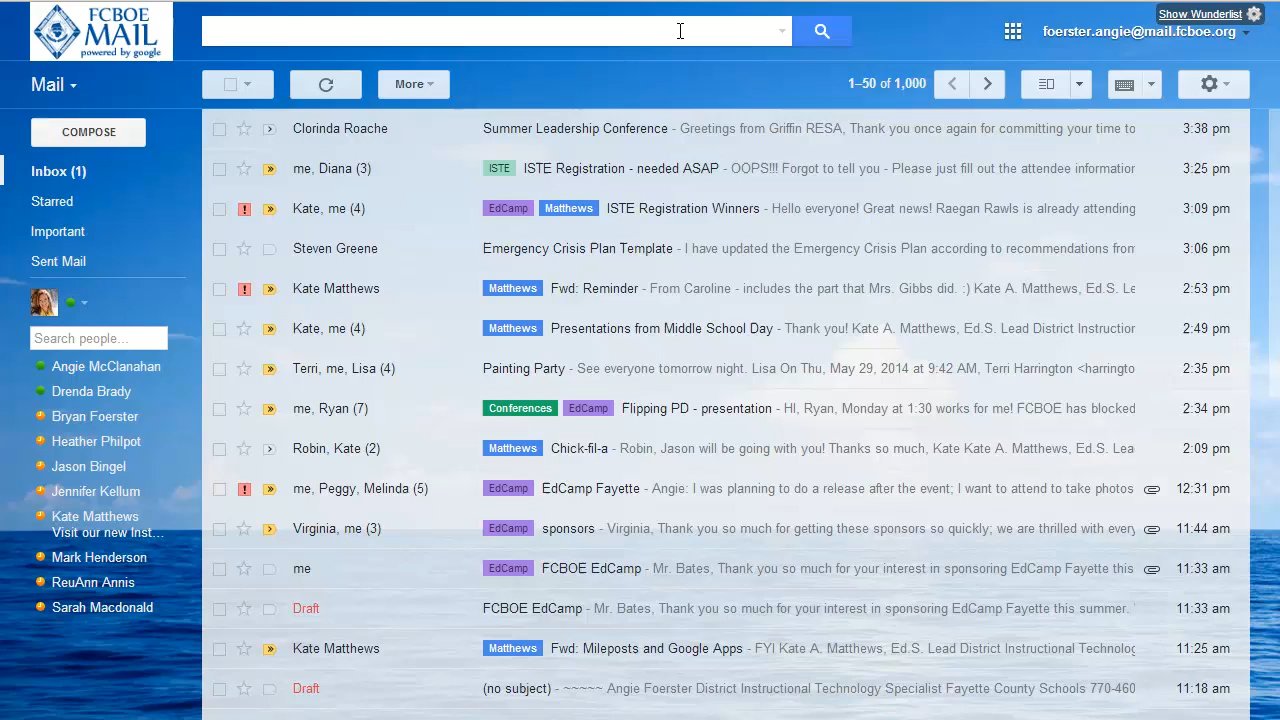 FCBOE
MAIL
powered by google
Show Wunderlist
foerster.angie@mail.fcboe.org
Mail
More
1–50 of 1,000
COMPOSE
Inbox (1)
Starred
Important
Sent Mail
Search people...
Angie McClanahan
Drenda Brady
Bryan Foerster
Heather Philpot
Jason Bingel
Jennifer Kellum
Kate Matthews
Visit our new Inst...
Mark Henderson
ReuAnn Annis
Sarah Macdonald
Clorinda Roache Summer Leadership Conference - Greetings from Griffin RESA, Thank you once again for committing your time to 3:38 pm
me, Diana (3) ISTE ISTE Registration - needed ASAP - OOPS!!! Forgot to tell you - Please just fill out the attendee information 3:25 pm
Kate, me (4) EdCamp Matthews ISTE Registration Winners - Hello everyone! Great news! Raegan Rawls is already attending 3:09 pm
Steven Greene Emergency Crisis Plan Template - I have updated the Emergency Crisis Plan according to recommendations from 3:06 pm
Kate Matthews Matthews Fwd: Reminder - From Caroline - includes the part that Mrs. Gibbs did. :) Kate A. Matthews, Ed.S. Le 2:53 pm
Kate, me (4) Matthews Presentations from Middle School Day - Thank you! Kate A. Matthews, Ed.S. Lead District Instruction 2:49 pm
Terri, me, Lisa (4) Painting Party - See everyone tomorrow night. Lisa On Thu, May 29, 2014 at 9:42 AM, Terri Harrington <harringto 2:35 pm
me, Ryan (7) Conferences EdCamp Flipping PD - presentation - HI, Ryan, Monday at 1:30 works for me! FCBOE has blocked 2:34 pm
Robin, Kate (2) Matthews Chick-fil-a - Robin, Jason will be going with you! Thanks so much, Kate Kate A. Matthews, Ed.S. Lea 2:09 pm
me, Peggy, Melinda (5) EdCamp EdCamp Fayette - Angie: I was planning to do a release after the event; I want to attend to take photos 12:31 pm
Virginia, me (3) EdCamp sponsors - Virginia, Thank you so much for getting the sponsors so quickly; we are thrilled with every 11:44 am
me EdCamp FCBOE EdCamp - Mr. Bates, Thank you so much for your interest in sponsoring EdCamp Fayette this 11:33 am
Draft FCBOE Edcamp - Mr. Bates, Thank you so much for your interest in sponsoring EdCamp Fayette this summer. 11:33 am
Kate Matthews Matthews Fwd: Mileposts and Google Apps - FYI Kate A. Matthews, Ed.S. Lead District Instructional Technolog 11:25 am
Draft (no subject) - Angie Foerster District Instructional Technology Specialist Fayette County Schools 770-460 :18 am